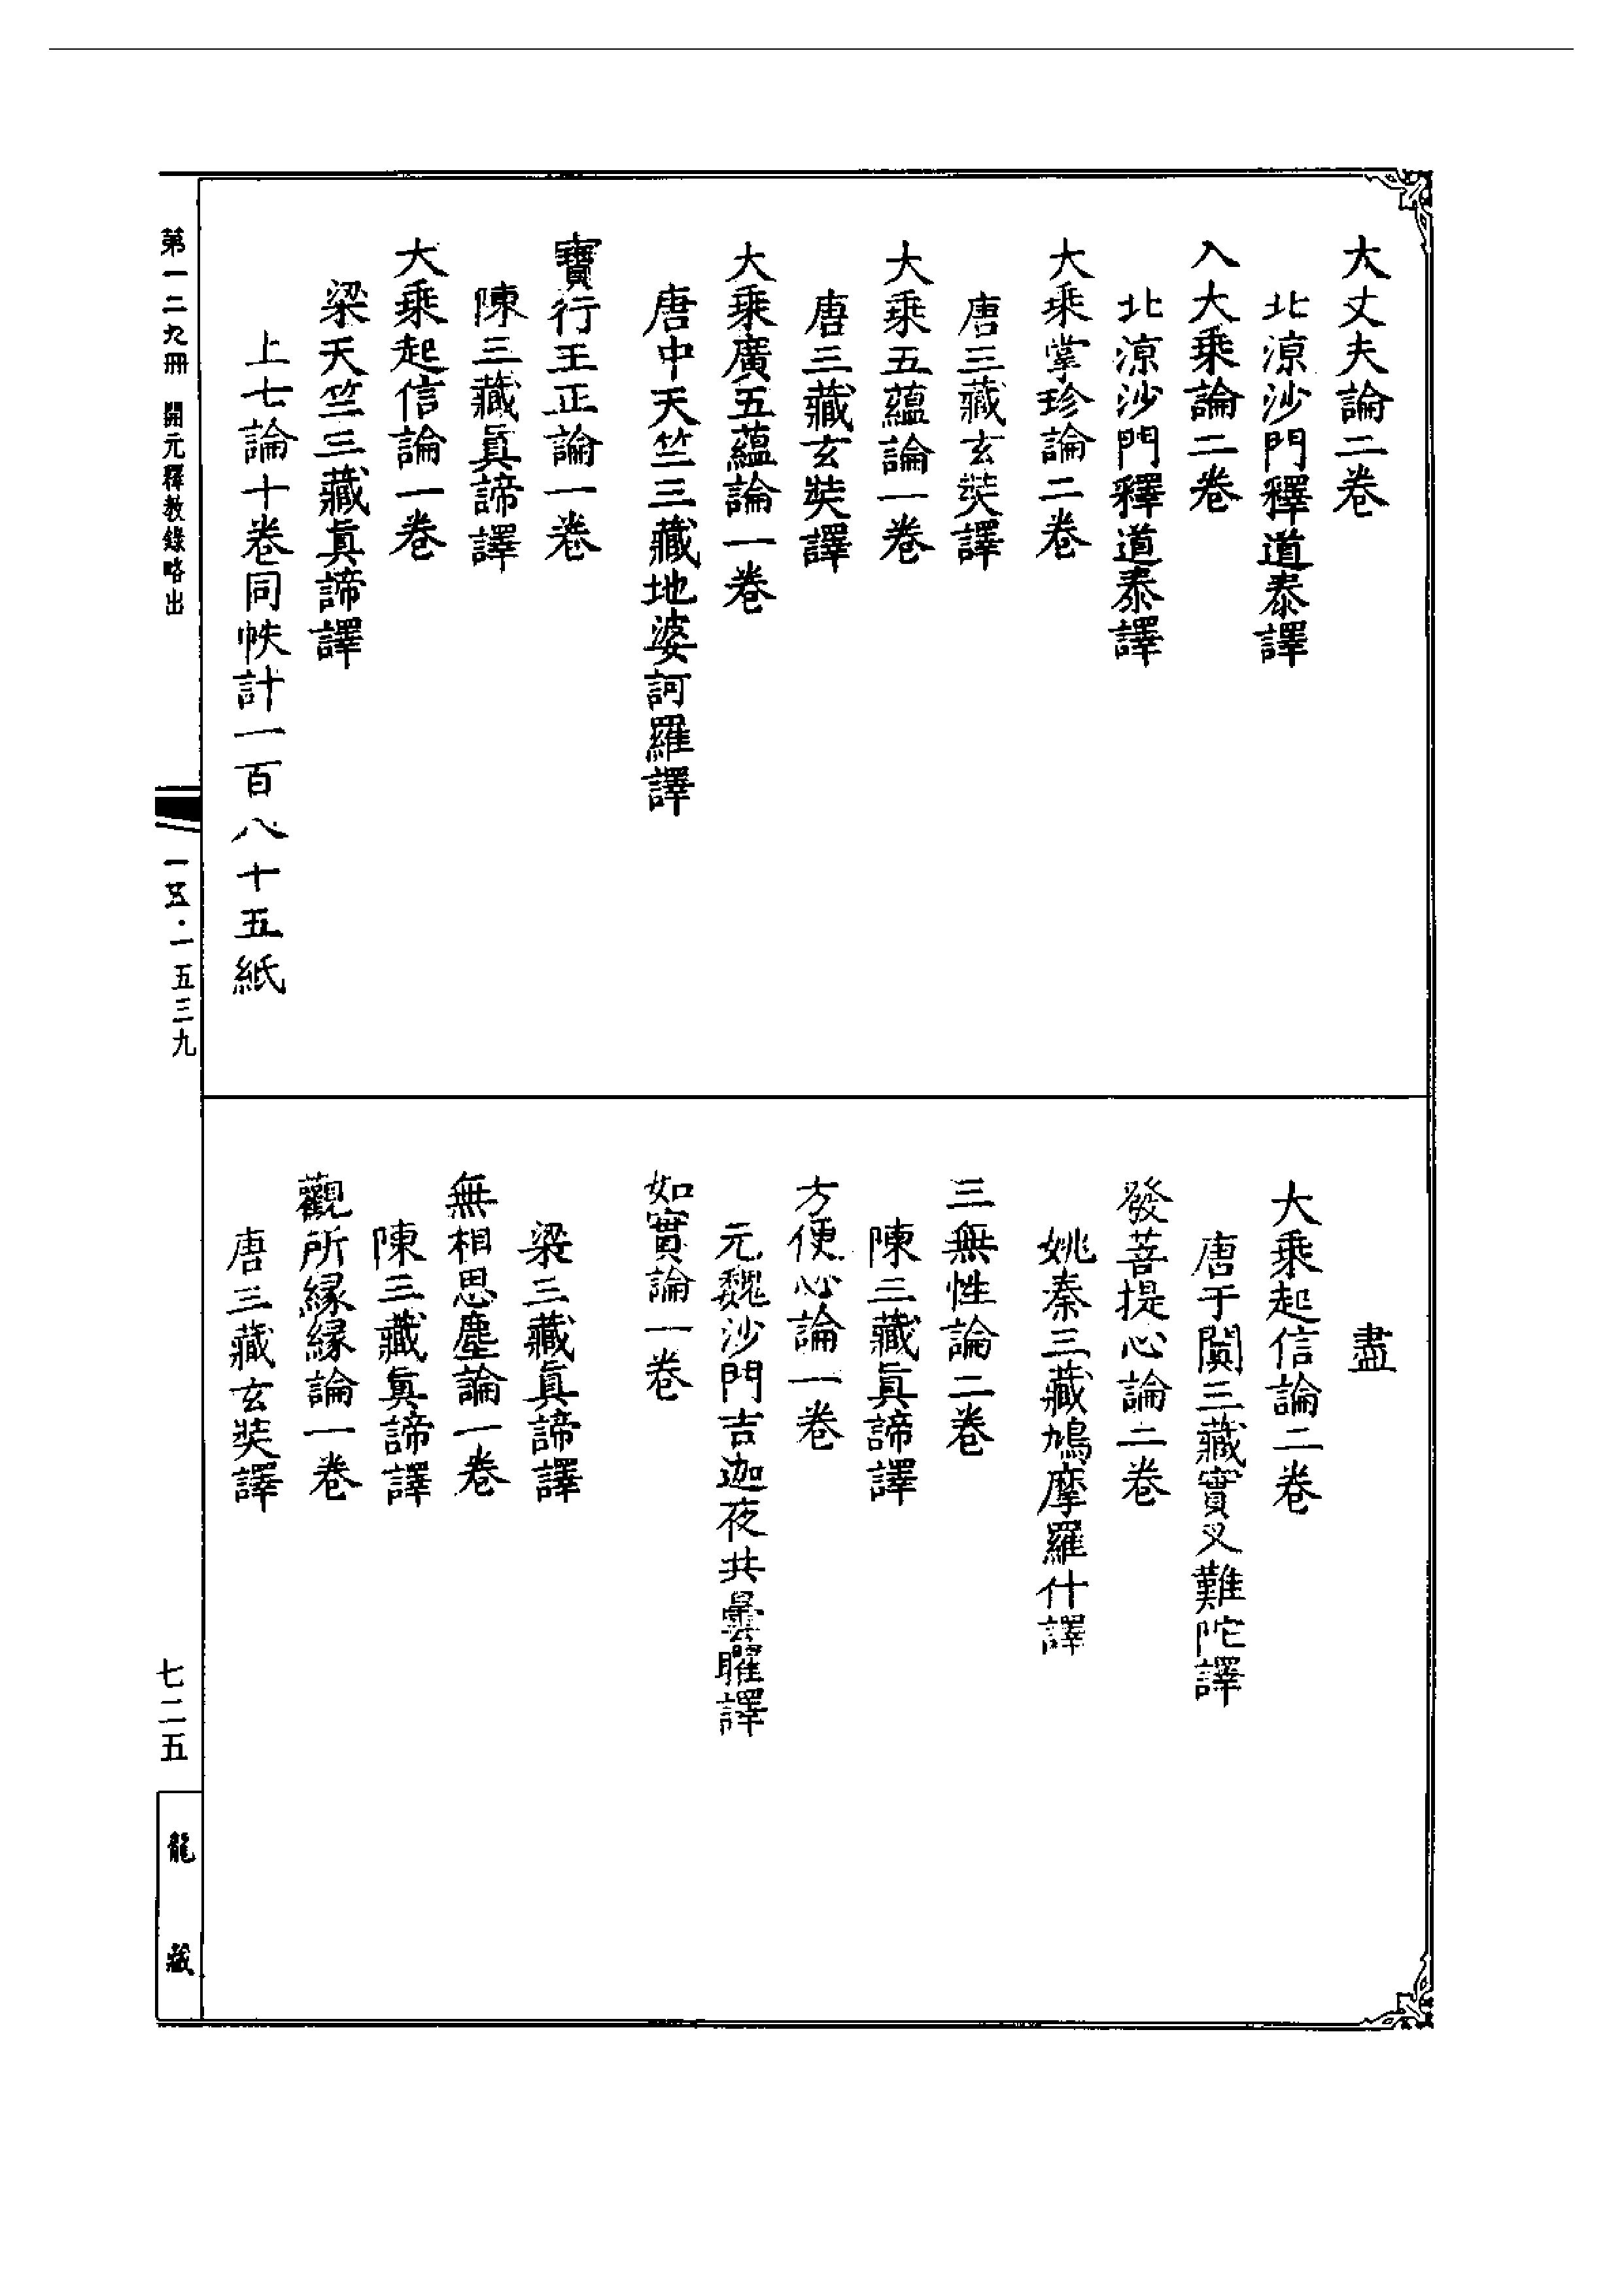 大丈夫論二卷
北涼沙門釋道泰譯
入大乘論二卷
北涼沙門釋道泰譯
大乘掌珍論二卷
唐三藏玄奘譯
大乘五蘊論一卷
唐三藏玄奘譯
大乘廣五蘊論一卷
唐中天竺三藏地婆訶羅譯
寶行王正論一卷
陳三藏眞諦譯
大乘起信論一卷
梁天竺三藏眞諦譯
上七論十卷同帙計一百八十五紙
盡
大乘起信論二卷
唐于闐三藏實叉難陀譯
發菩提心論二卷
姚秦三藏鳩摩羅什譯
三無性論二卷
陳三藏眞諦譯
方便心論一卷
元魏沙門吉迦夜共曇曜譯
如實論一卷
梁三藏眞諦譯
無相思塵論一卷
陳三藏眞諦譯
觀所緣緣論一卷
唐三藏玄奘譯
第一二九冊 開元釋教錄略出
一五·一五三九
七二五
龍藏